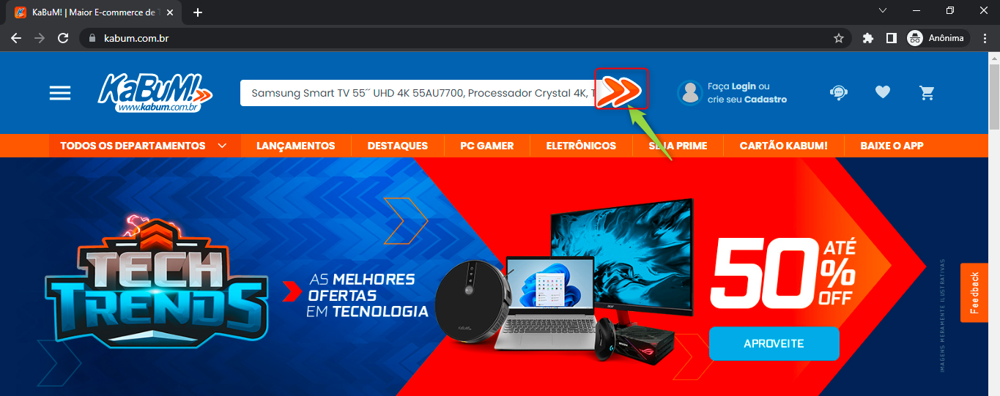 KaBuM! | Maior E-commerce de T
kabum.com.br
Anônima
KaBuM!
www.kabum.com.br
Samsung Smart TV 55´´ UHD 4K 55AU7700, Processador Crystal 4K, T
Faça Login ou
crie seu Cadastro
TODOS OS DEPARTAMENTOS
LANÇAMENTOS
DESTAQUES
PC GAMER
ELETRÔNICOS
SEJA PRIME
CARTÃO KABUM!
BAIXE O APP
TECH
TRENDS
AS MELHORES
OFERTAS
EM TECNOLOGIA
50% ATÉ
OFF
APROVEITE
IMAGENS MERAMENTE ILUSTRATIVAS
Feedback